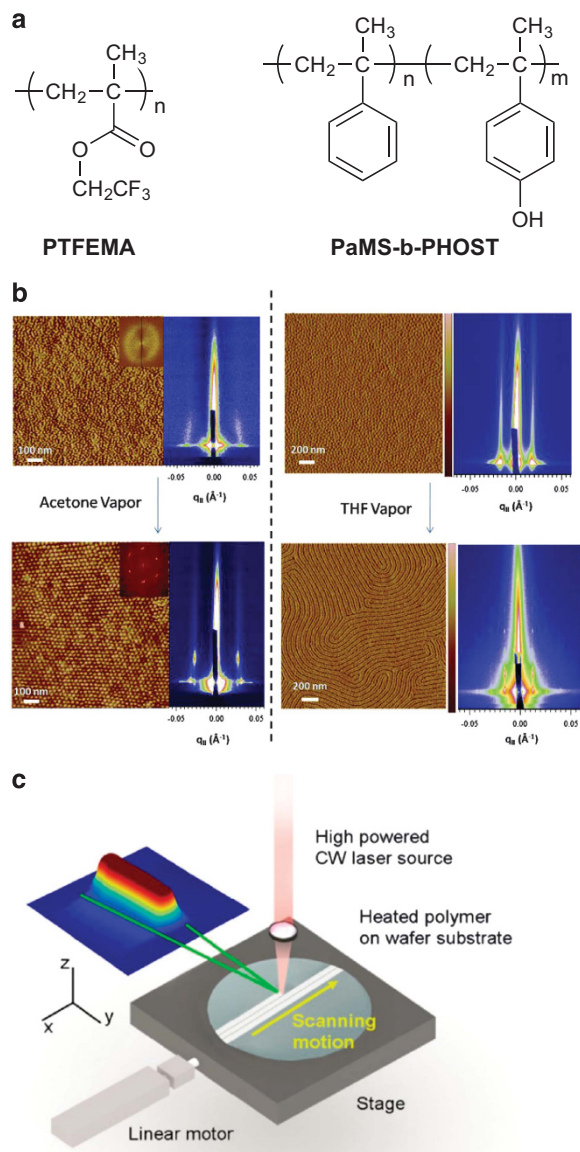 a
CH₃
CH₂
C
n
O
O
CH₂CF₃
PTFEMA
CH₃
CH₂
C
n
CH₃
CH₂
C
m
OH
PaMS-b-PHOST
b
100 nm
-0.05 0.00 0.05
q‖ (Å⁻¹)
Acetone Vapor
100 nm
-0.05 0.00 0.05
q‖ (Å⁻¹)
200 nm
-0.05 0.00 0.05
q‖ (Å⁻¹)
THF Vapor
200 nm
-0.05 0.00 0.05
q‖ (Å⁻¹)
c
High powered
CW laser source
Heated polymer
on wafer substrate
z
x
y
Scanning
motion
Stage
Linear motor